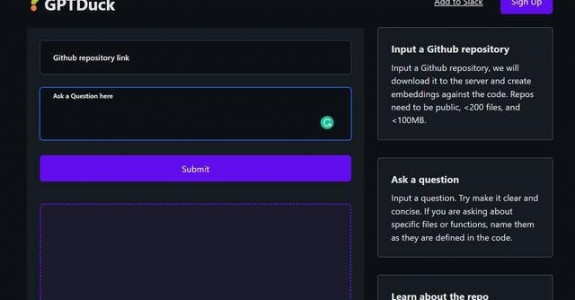 GPTDuck
Add to Slack
Sign Up
Github repository link
Ask a Question here
Submit
Input a Github repository
Input a Github repository, we will
download it to the server and create
embeddings against the code. Repos
need to be public, <200 files, and
<100MB.
Ask a question
Input a question. Try make it clear and
concise. If you are asking about
specific files or functions, name them
as they are defined in the code.
Learn about the repo